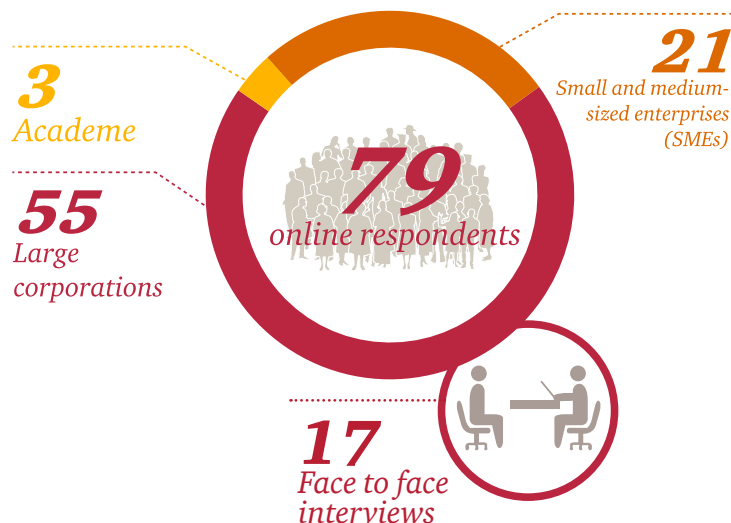 3
Academe
55
Large
corporations
79
online respondents
21
Small and medium-
sized enterprises
(SMEs)
17
Face to face
interviews